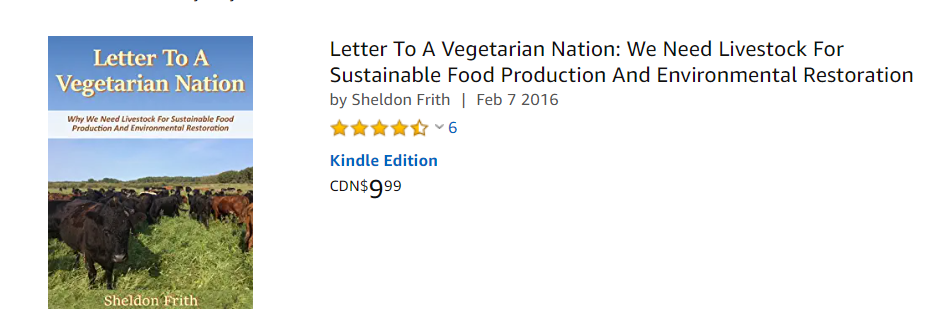 Letter To A
Vegetarian Nation
Why We Need Livestock For Sustainable Food
Production And Environmental Restoration
Sheldon Frith
Letter To A Vegetarian Nation: We Need Livestock For
Sustainable Food Production And Environmental Restoration
by Sheldon Frith | Feb 7 2016
6
Kindle Edition
CDN$999